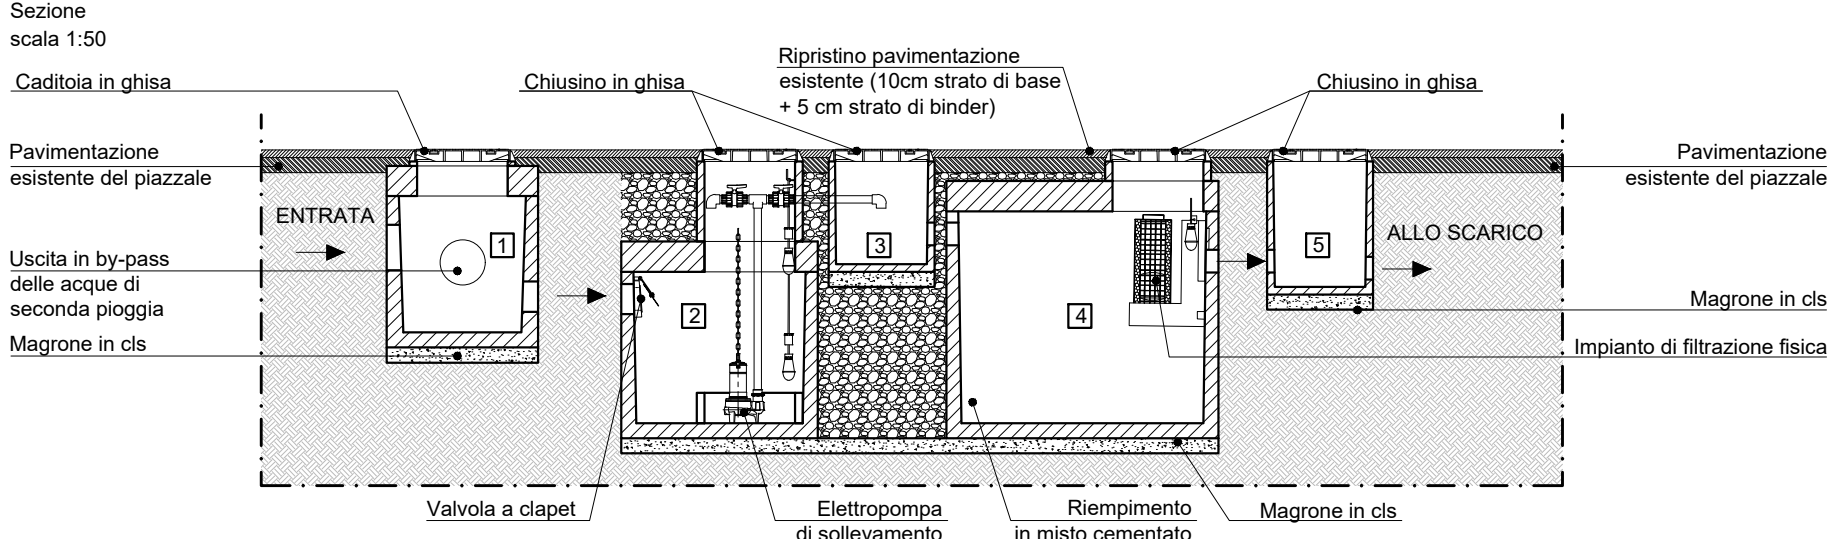 Sezione
scala 1:50
Caditoia in ghisa
Chiusino in ghisa
Ripristino pavimentazione
esistente (10cm strato di base
+ 5 cm strato di binder)
Chiusino in ghisa
Pavimentazione
esistente del piazzale
Pavimentazione
esistente del piazzale
ENTRATA
1
2
3
4
5
ALLO SCARICO
Uscita in by-pass
delle acque di
seconda pioggia
Magrone in cls
Magrone in cls
Impianto di filtrazione fisica
Valvola a clapet
Elettropompa
di sollevamento
Riempimento
in misto cementato
Magrone in cls